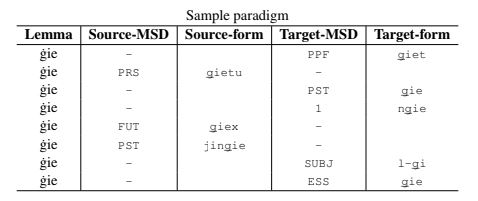 Sample paradigm
Lemma Source-MSD Source-form Target-MSD Target-form
ġie – PPF giet
ġie PRS gietu –
ġie – PST gie
ġie – 1 ngie
ġie FUT giex –
ġie PST jingie –
ġie – SUBJ l-gi
ġie – ESS gie